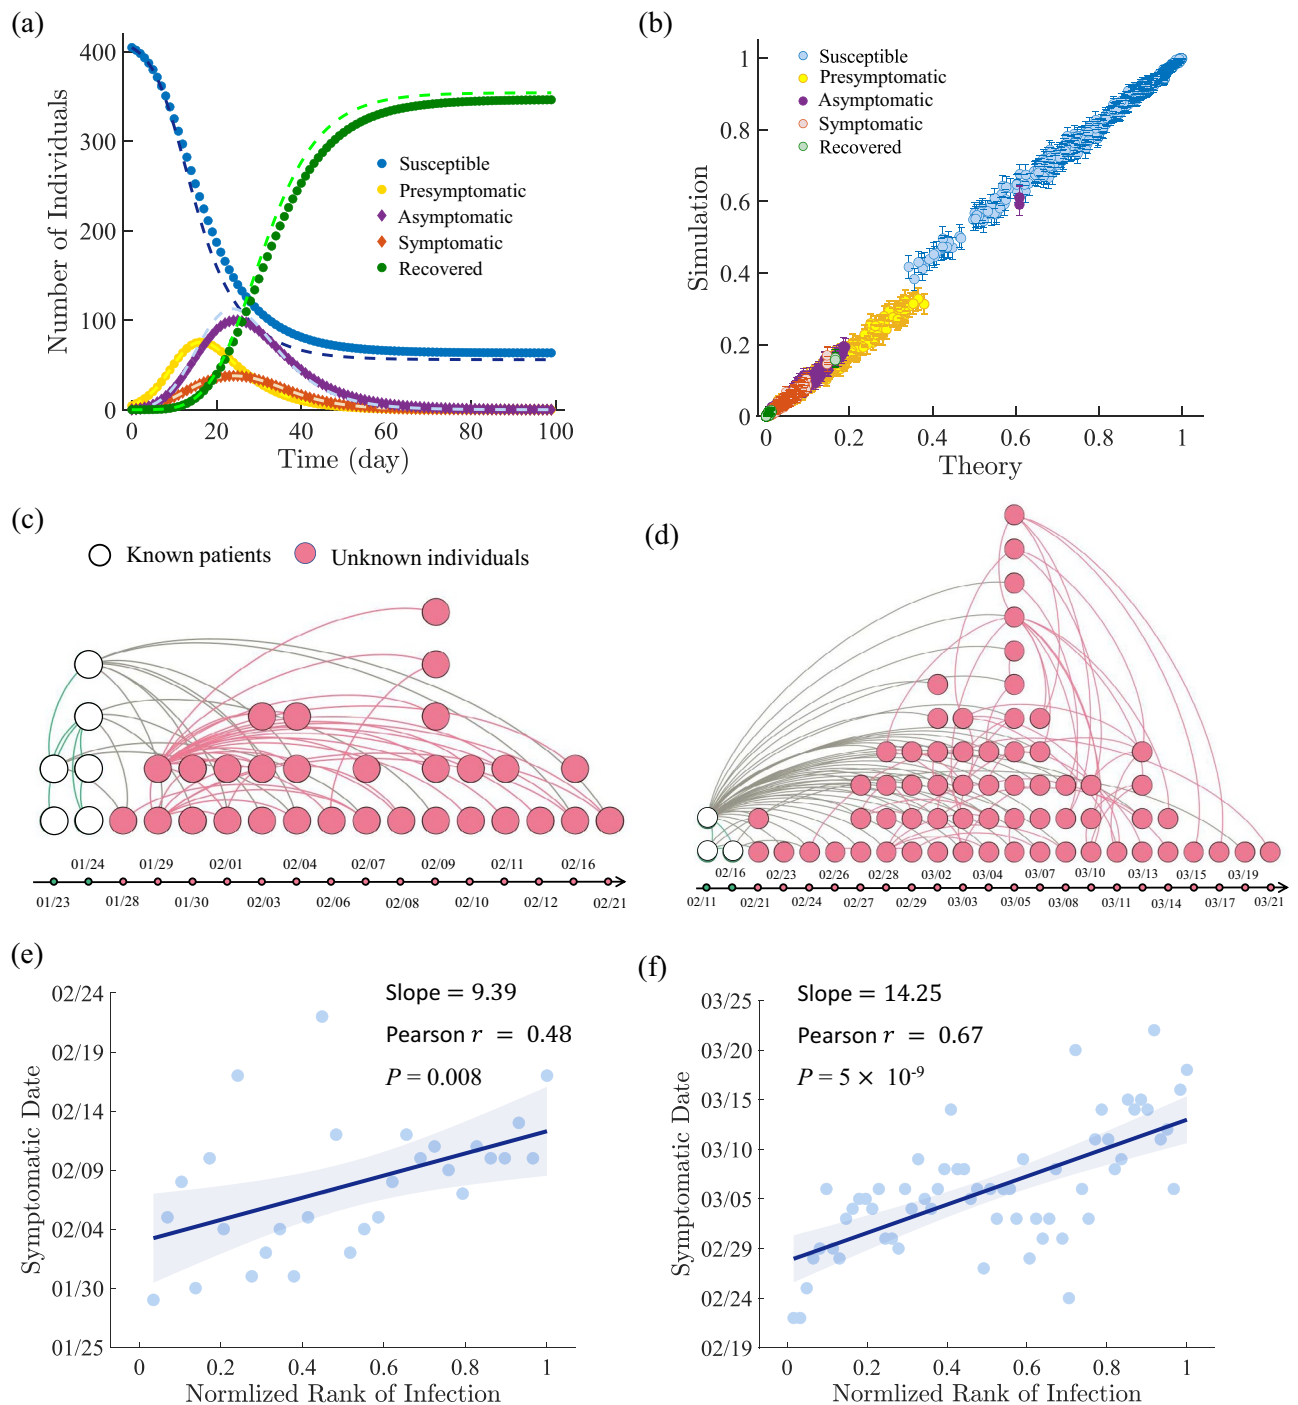 (a)
400
300
200
100
0
Number of Individuals
Susceptible
Presymptomatic
Asymptomatic
Symptomatic
Recovered
0 20 40 60 80 100
Time (day)
(b)
1
0.8
0.6
0.4
0.2
0
Simulation
Susceptible
Presymptomatic
Asymptomatic
Symptomatic
Recovered
0 0.2 0.4 0.6 0.8 1
Theory
(c)
Known patients Unknown individuals
01/24 01/29 02/01 02/04 02/07 02/09 02/11 02/16
01/23 01/28 01/30 02/03 02/06 02/08 02/10 02/12 02/21
(d)
02/16 02/23 02/26 02/28 03/02 03/04 03/07 03/10 03/13 03/15 03/19
02/11 02/21 02/24 02/27 02/29 03/03 03/05 03/08 03/11 03/14 03/17 03/21
(e)
02/24
02/19
02/14
02/09
02/04
01/30
01/25
Symptomatic Date
Slope = 9.39
Pearson r = 0.48
P = 0.008
0 0.2 0.4 0.6 0.8 1
Normlized Rank of Infection
(f)
03/25
03/20
03/15
03/10
03/05
02/29
02/24
02/19
Symptomatic Date
Slope = 14.25
Pearson r = 0.67
P = 5 × 10⁻⁹
0 0.2 0.4 0.6 0.8 1
Normlized Rank of Infection